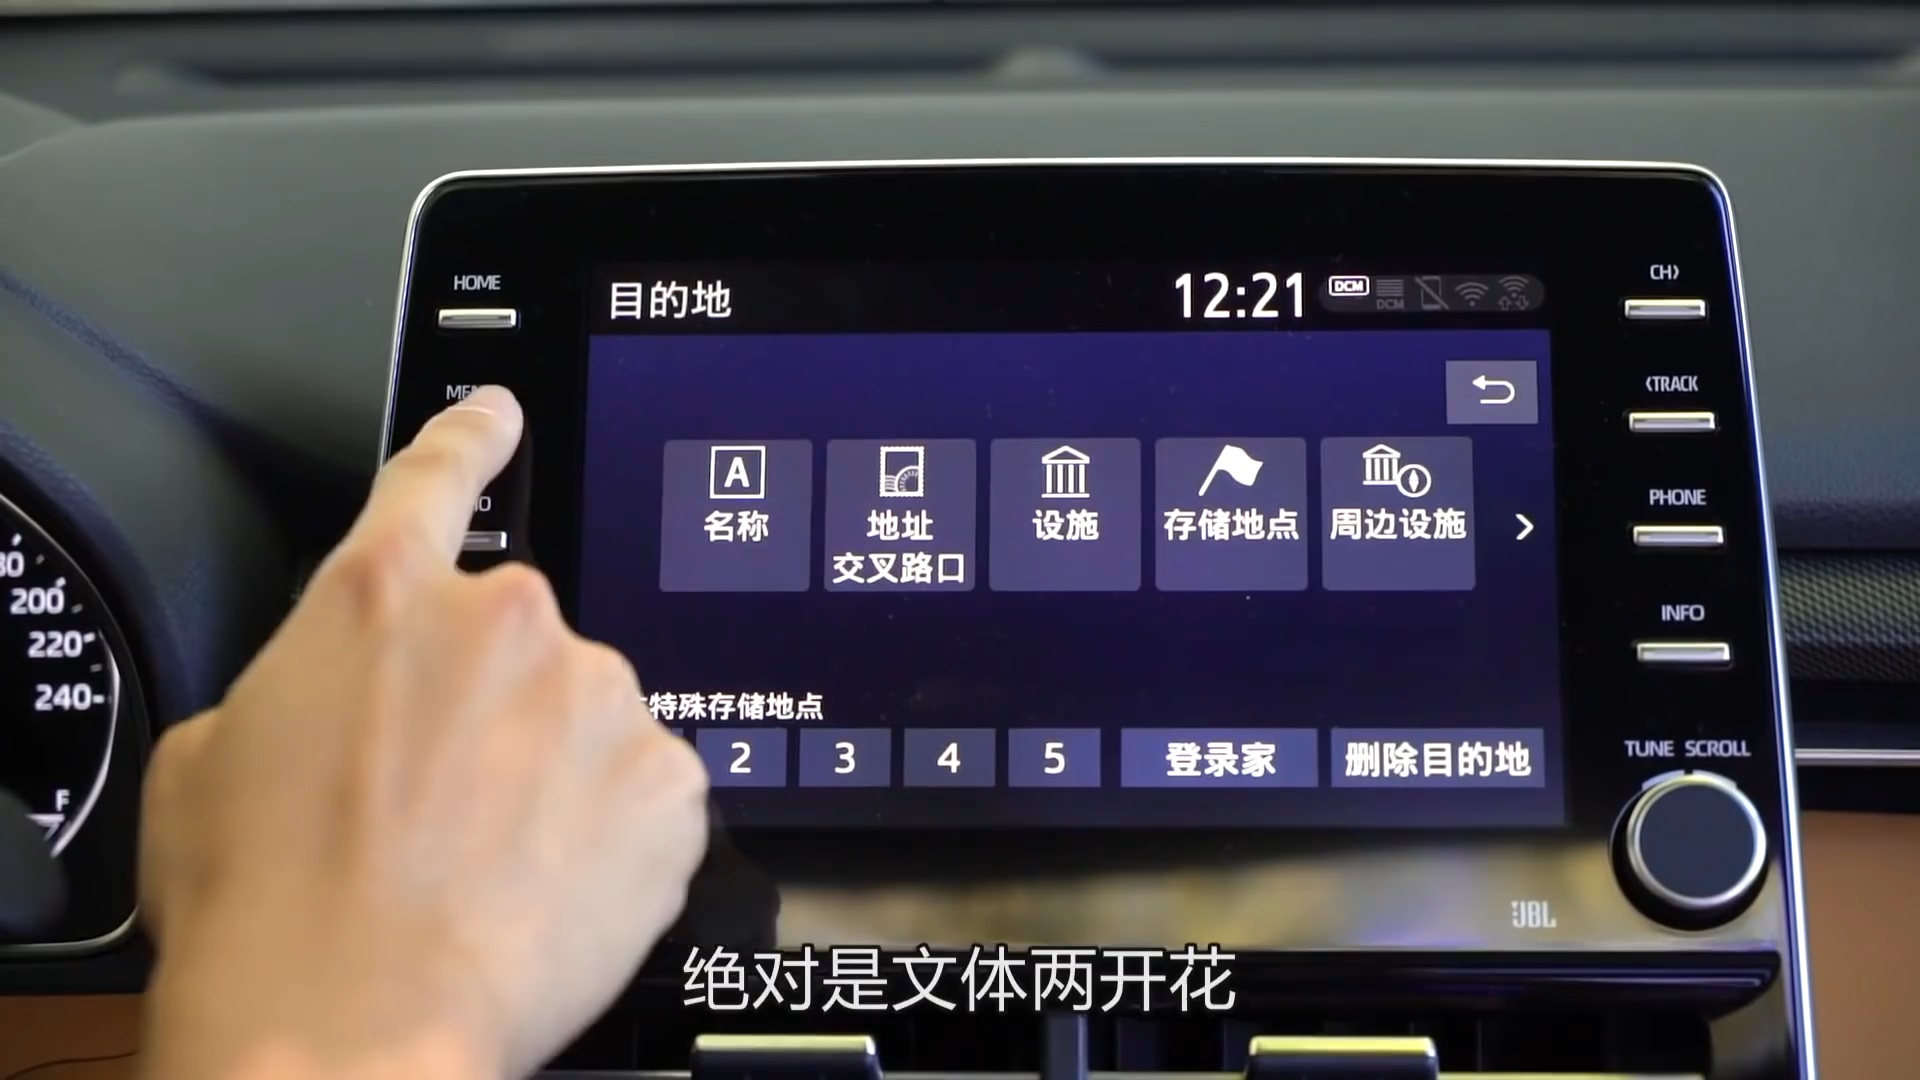 HOME
目的地
12:21
DCM
DCM
CH〉
〈TRACK
A
名称
地址
交叉路口
设施
存储地点
周边设施
PHONE
INFO
200
220
240
特殊存储地点
2
3
4
5
登录家
删除目的地
TUNE SCROLL
F
JBL
绝对是文体两开花